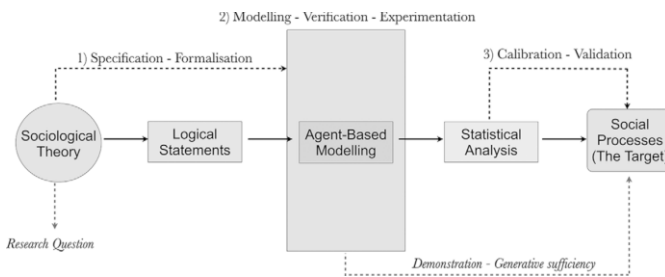 2) Modelling - Verification - Experimentation
1) Specification - Formalisation
3) Calibration - Validation
Sociological
Theory
Logical
Statements
Agent-Based
Modelling
Statistical
Analysis
Social
Processes
(The Target)
Research Question
Demonstration - Generative sufficiency